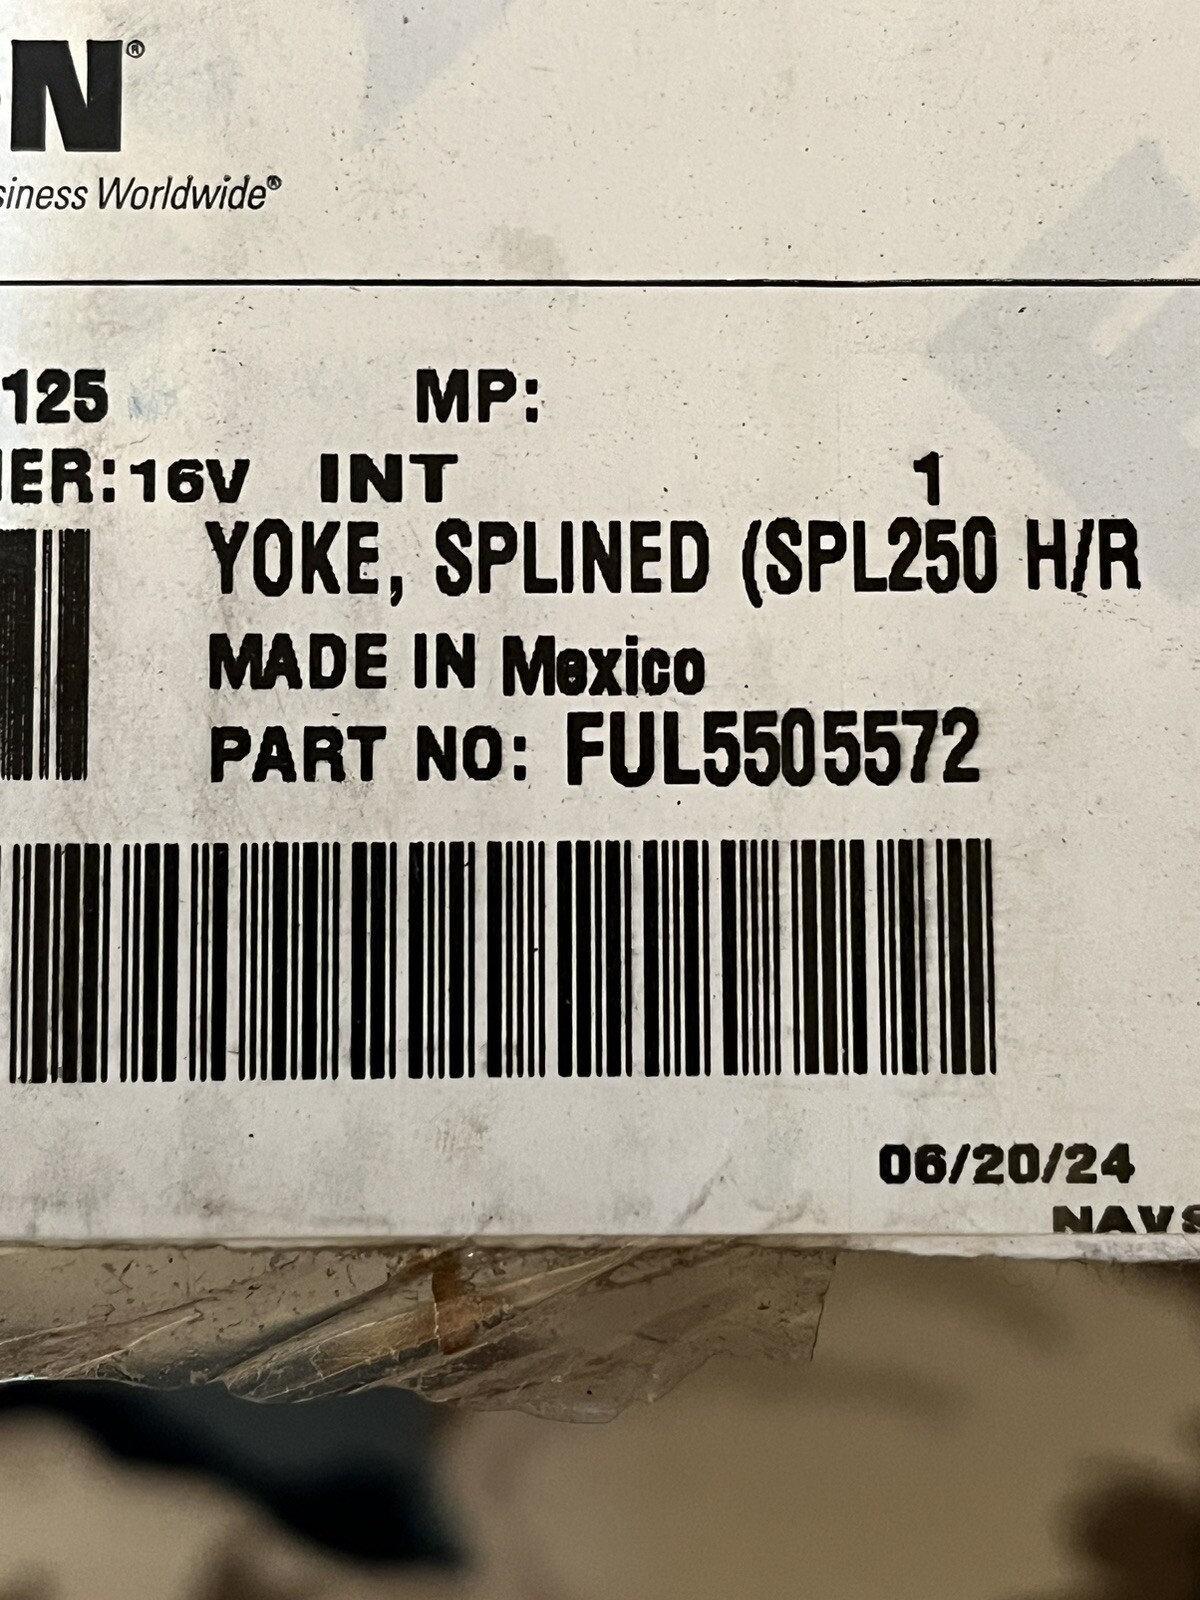 N®
siness Worldwide®
125 MP:
ER:16V INT 1
YOKE, SPLINED (SPL250 H/R
MADE IN Mexico
PART NO: FUL5505572
06/20/24
NAVS